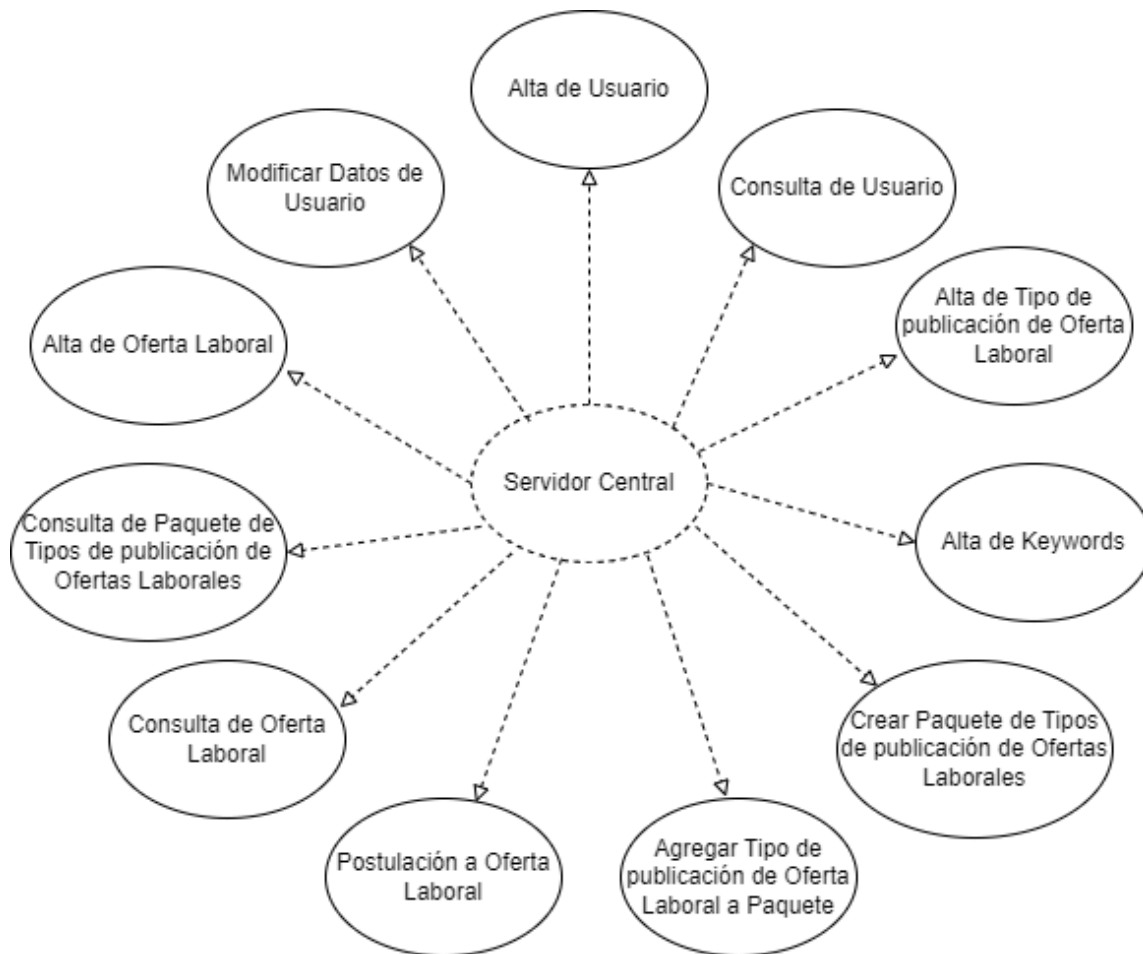 Alta de Usuario
Modificar Datos de
Usuario
Consulta de Usuario
Alta de Tipo de
publicación de Oferta
Laboral
Alta de Oferta Laboral
Servidor Central
Consulta de Paquete de
Tipos de publicación de
Ofertas Laborales
Alta de Keywords
Consulta de Oferta
Laboral
Crear Paquete de Tipos
de publicación de Ofertas
Laborales
Postulación a Oferta
Laboral
Agregar Tipo de
publicación de Oferta
Laboral a Paquete